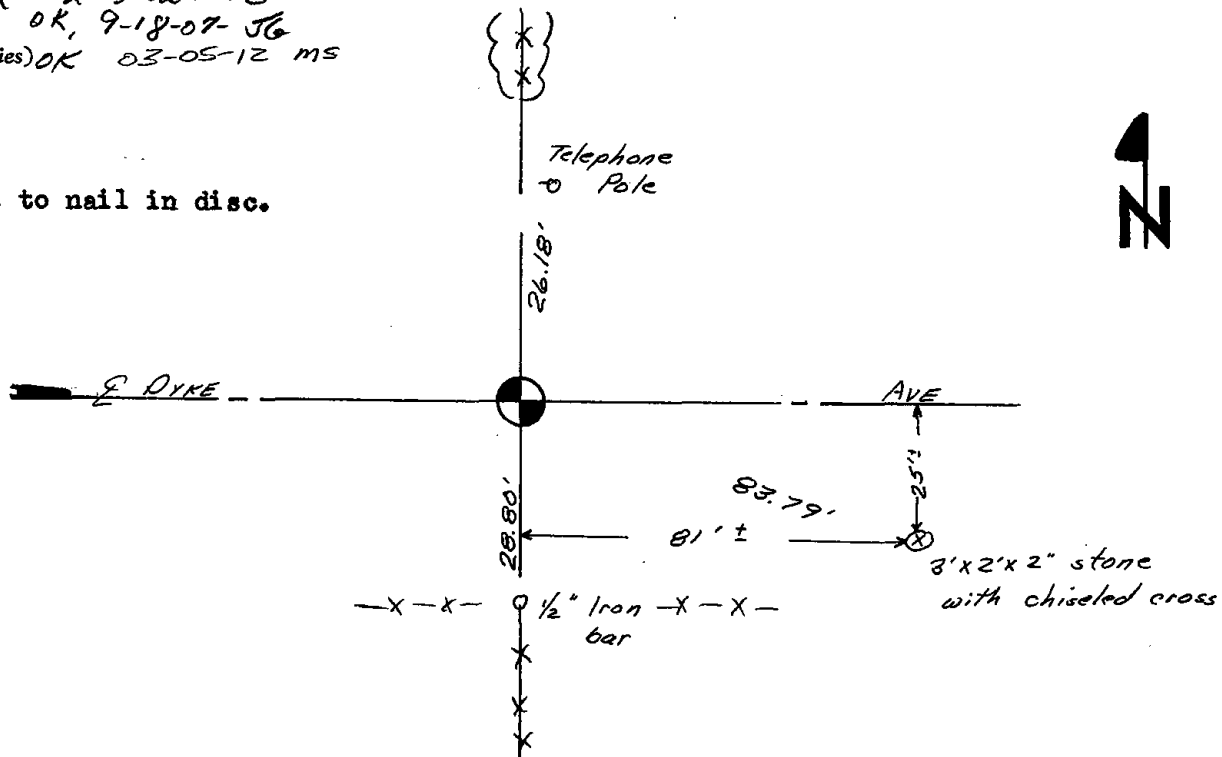 OK, 9-18-07- JG
ies) OK 03-05-12 ms
to nail in disc.
Telephone
Pole
N
26.18'
℄ DYKE AVE
25'±
28.80'
83.79'
81' ±
3'x2'x2" stone
with chiseled cross
—X—X— 1/2" Iron —X—X—
bar